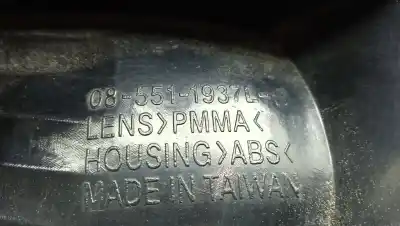 08-551-1937L-
LENS>PMMA<
HOUSING>ABS<
MADE IN TAIWAN